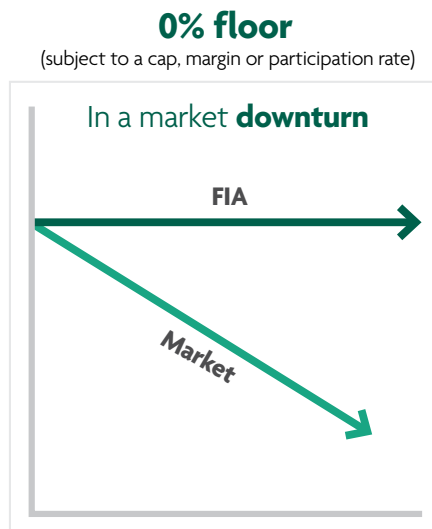 0% floor
(subject to a cap, margin or participation rate)
In a market downturn
FIA
Market